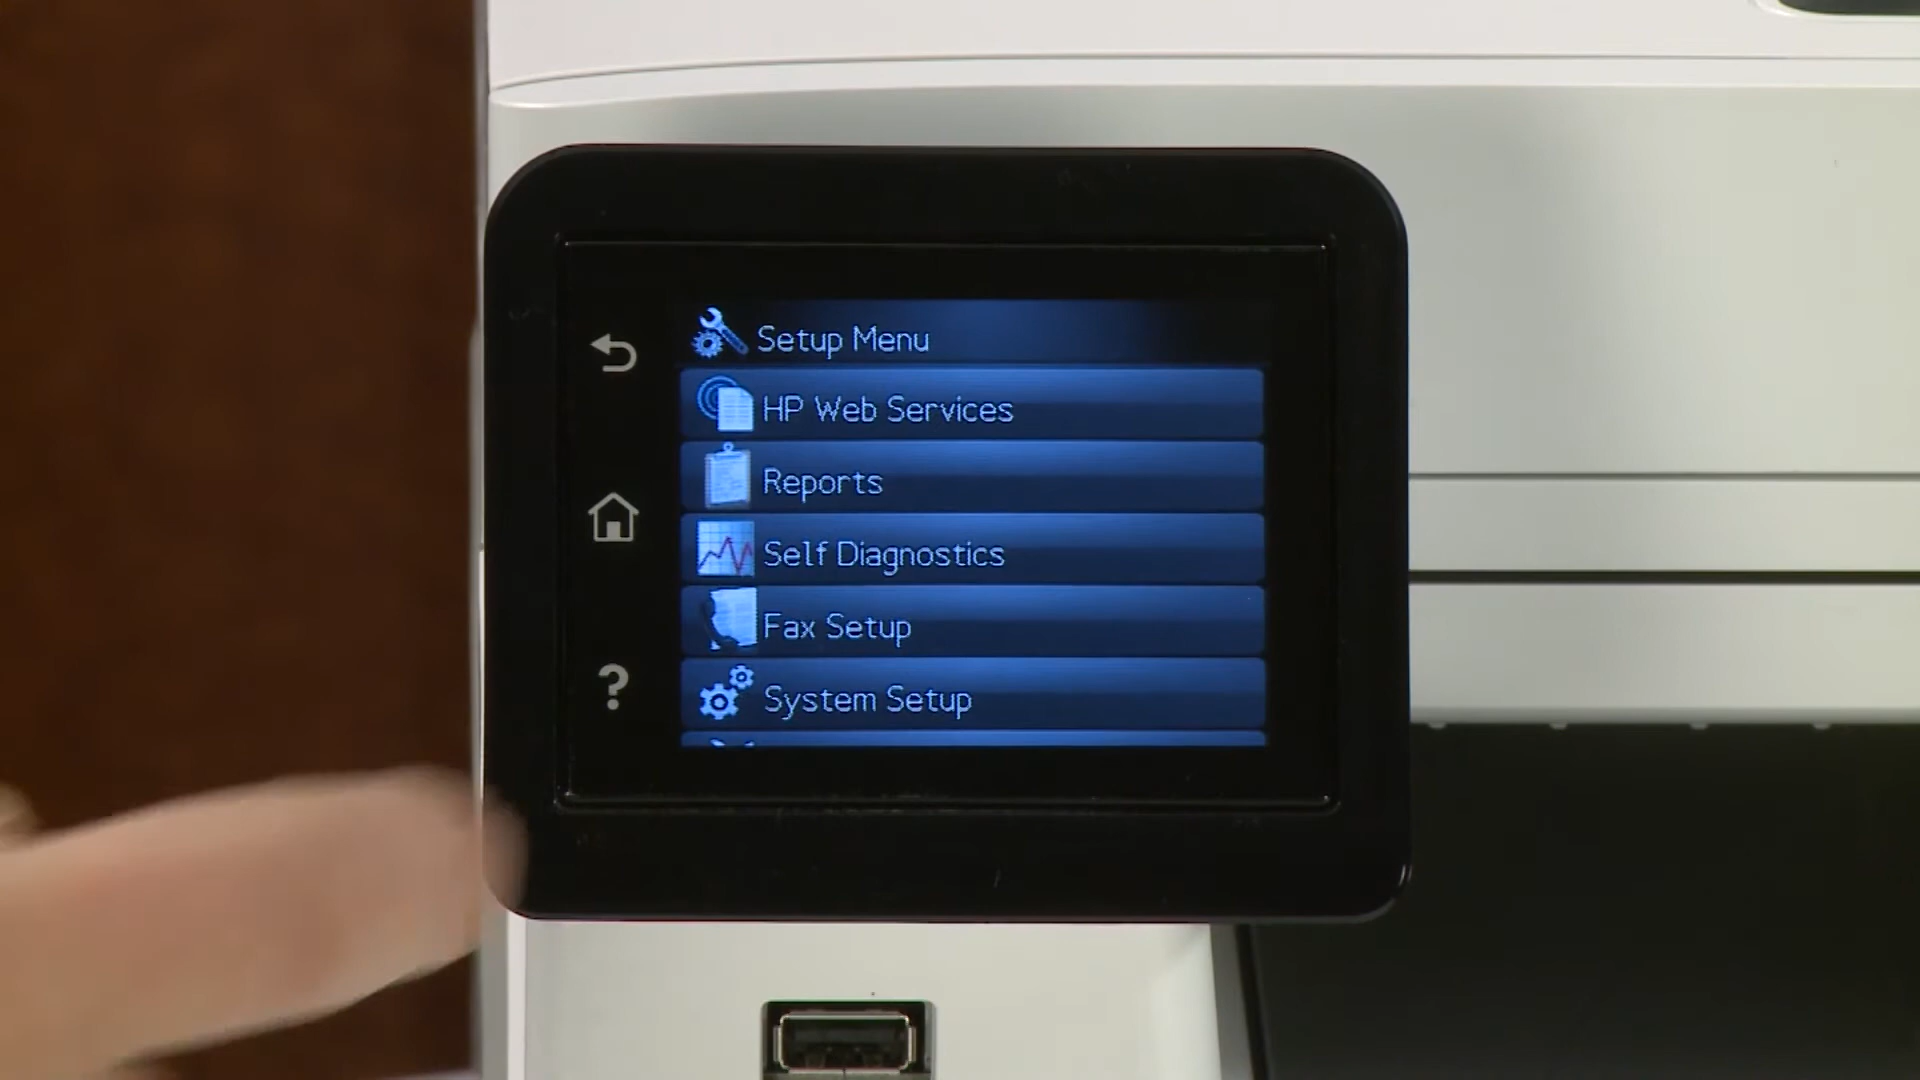 Setup Menu
HP Web Services
Reports
Self Diagnostics
Fax Setup
System Setup
?